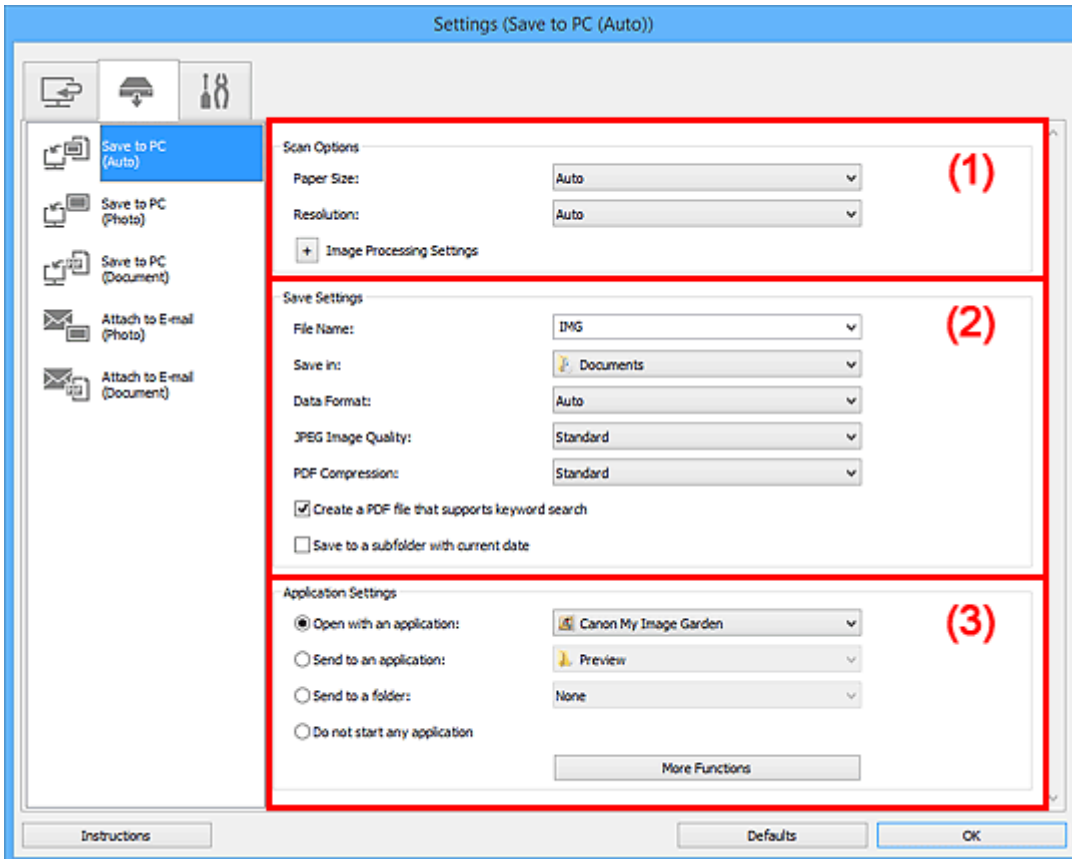 Settings (Save to PC (Auto))
Save to PC
(Auto)
Save to PC
(Photo)
Save to PC
(Document)
Attach to E-mail
(Photo)
Attach to E-mail
(Document)
Scan Options
(1)
Paper Size: Auto
Resolution: Auto
+ Image Processing Settings
Save Settings
(2)
File Name: IMG
Save in: Documents
Data Format: Auto
JPEG Image Quality: Standard
PDF Compression: Standard
Create a PDF file that supports keyword search
Save to a subfolder with current date
Application Settings
(3)
Open with an application: Canon My Image Garden
Send to an application: Preview
Send to a folder: None
Do not start any application
More Functions
Instructions Defaults OK